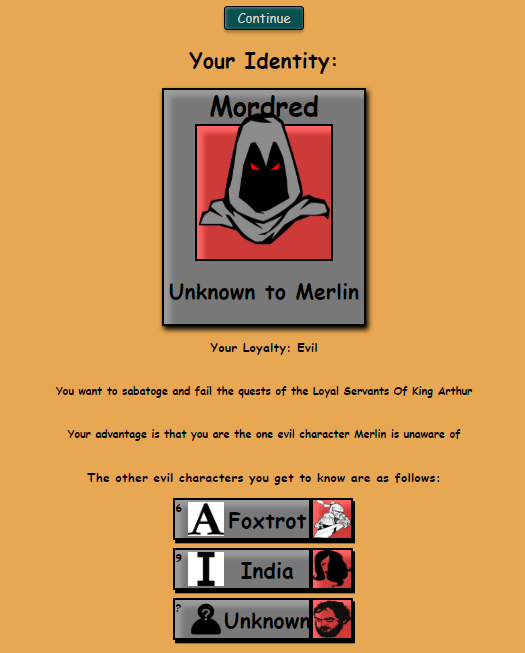 Continue
Your Identity:
Mordred
Unknown to Merlin
Your Loyalty: Evil
You want to sabatoge and fail the quests of the Loyal Servants Of King Arthur
Your advantage is that you are the one evil character Merlin is unaware of
The other evil characters you get to know are as follows:
6 A Foxtrot
9 I India
? ? Unknown